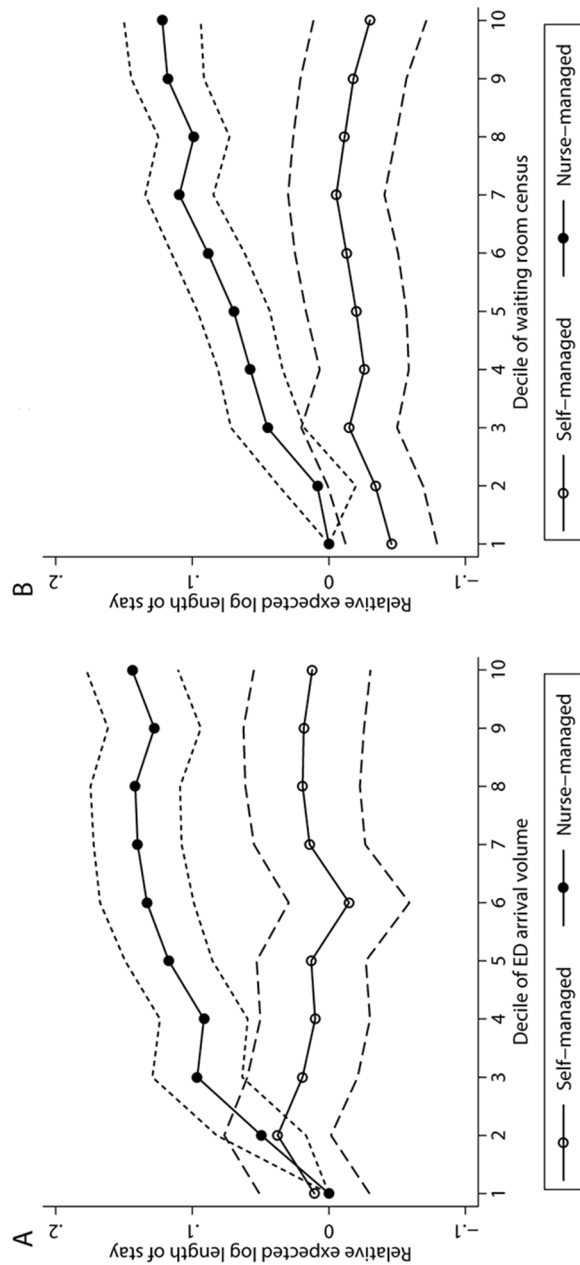 A
Relative expected log length of stay
.2
.1
0
-.1
1 2 3 4 5 6 7 8 9 10
Decile of ED arrival volume
Self-managed Nurse-managed
B
Relative expected log length of stay
.2
.1
0
-.1
1 2 3 4 5 6 7 8 9 10
Decile of waiting room census
Self-managed Nurse-managed